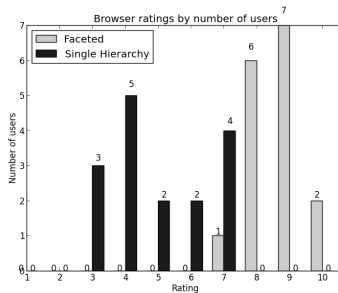 Browser ratings by number of users
7
Faceted
Single Hierarchy
7
6
5
4
3
2
1
0
Number of users
0 0 0 0 0 3 0 5 0 2 0 2 1 4 6 0 7 0 2 0
1 2 3 4 5 6 7 8 9 10
Rating